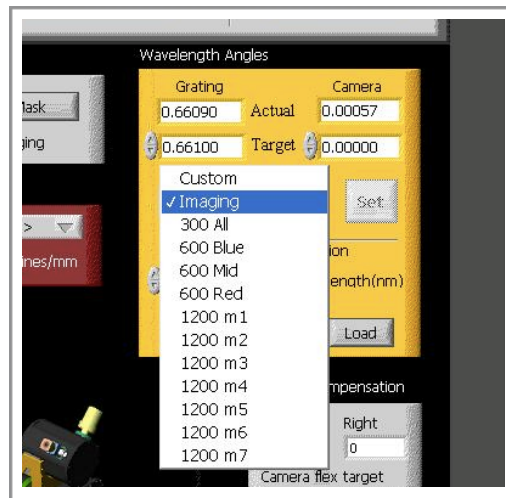 Wavelength Angles
Grating Camera
0.66090 Actual 0.00057
Mask
ging
0.66100 Target 0.00000
Custom
✓ Imaging Set
300 All
>
600 Blue ion
ines/mm
600 Mid ength(nm)
600 Red
1200 m1
1200 m2 Load
1200 m3
1200 m4 mpensation
1200 m5
1200 m6 Right
1200 m7 0
Camera flex target